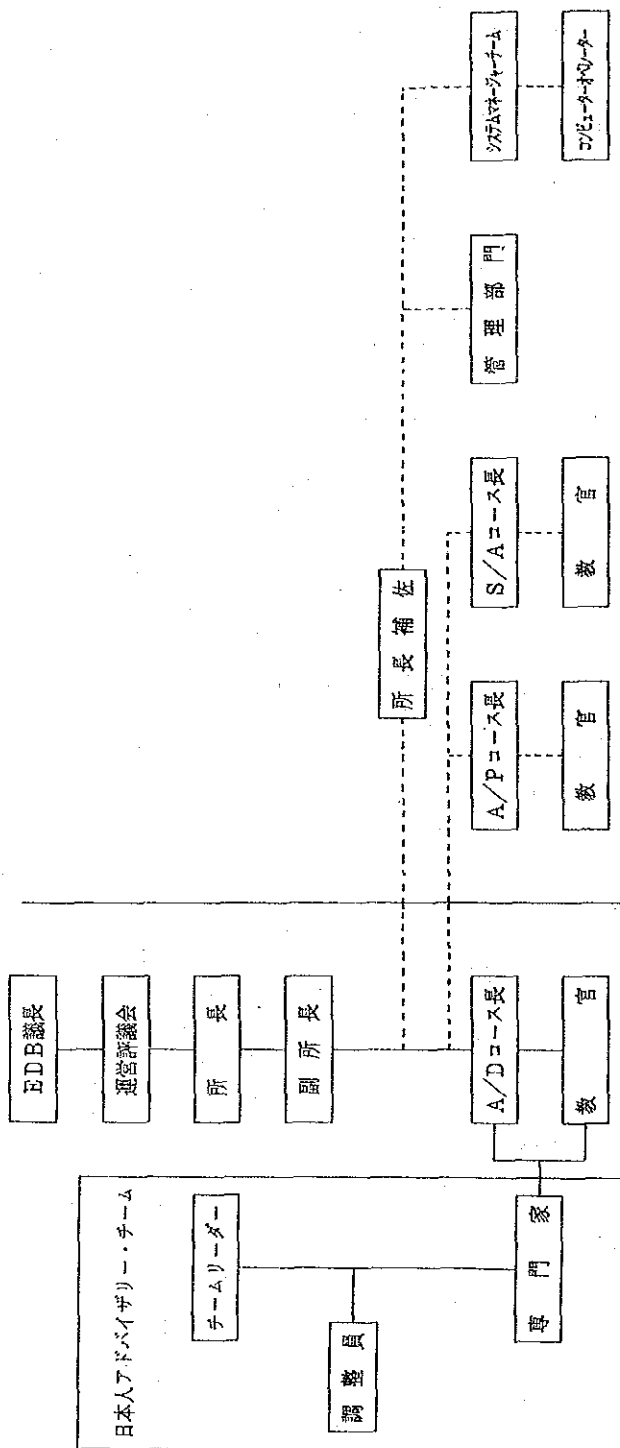 EDB議長
運営評議会
所長
副所長
日本人アドバイザリー・チーム
チームリーダー
調整員
専門家
所長補佐
A/Dコース長
A/Pコース長
S/Aコース長
管理部門
システムマネージャーチーム
教官
教官
教官
コンピューターオペレーター